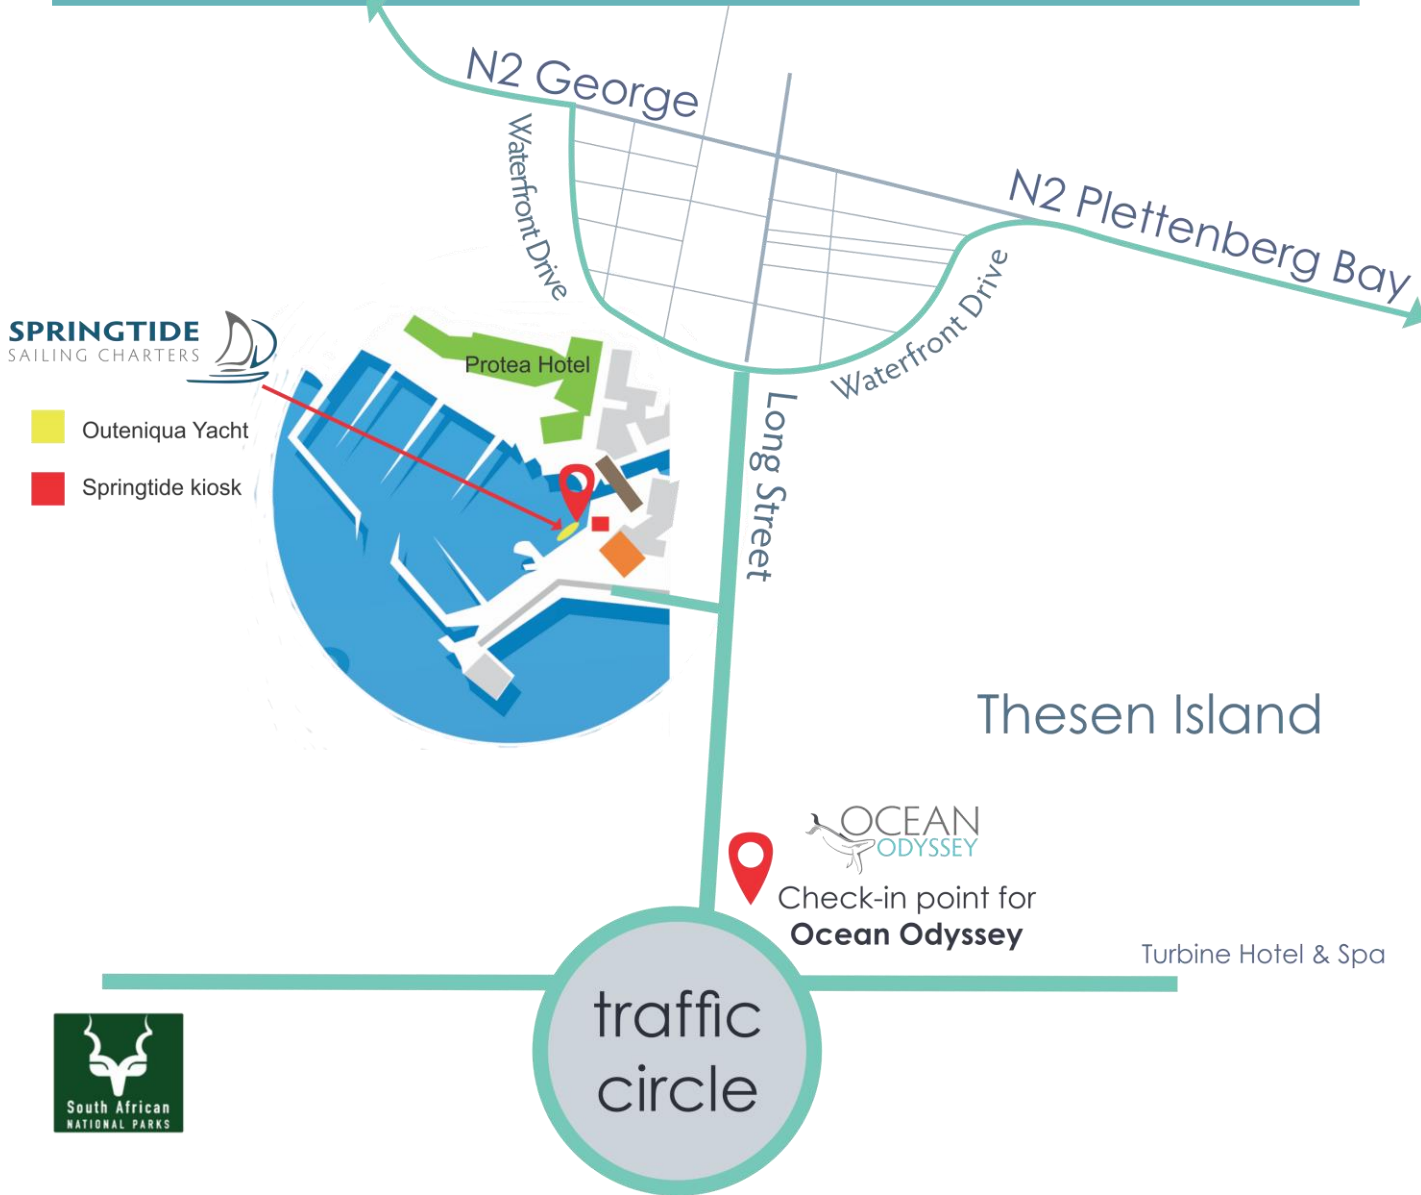 N2 George
Waterfront Drive
N2 Plettenberg Bay
Waterfront Drive
SPRINGTIDE
SAILING CHARTERS
Protea Hotel
Outeniqua Yacht
Springtide kiosk
Long Street
Thesen Island
OCEAN
ODYSSEY
Check-in point for
Ocean Odyssey
Turbine Hotel & Spa
traffic
circle
South African
NATIONAL PARKS